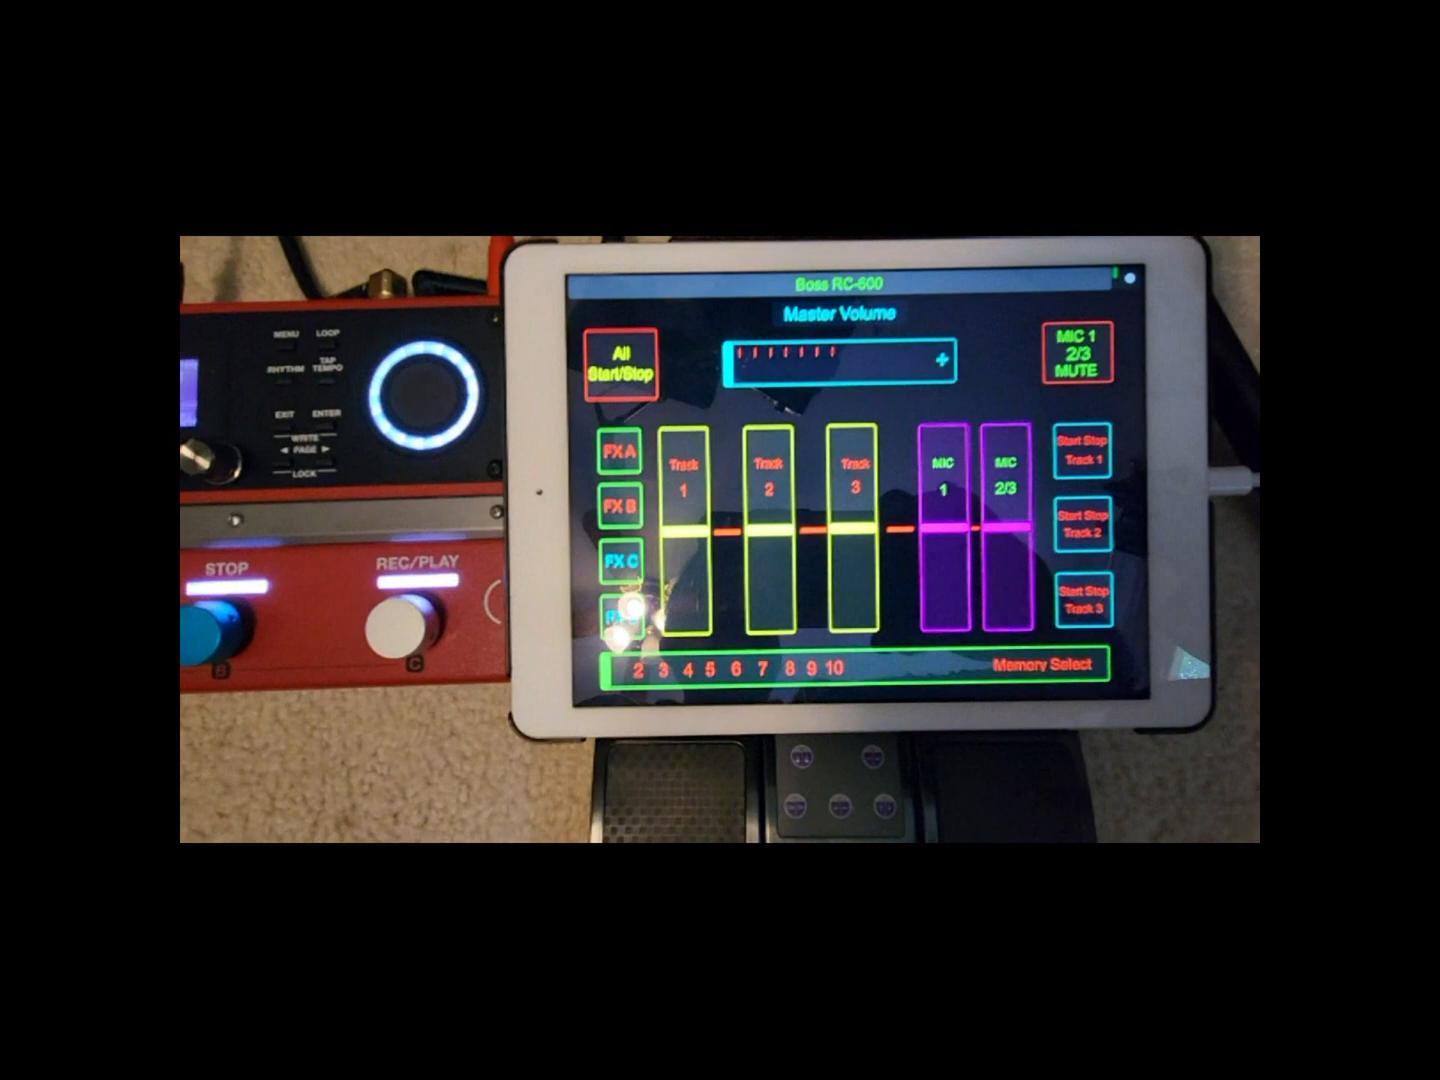 Boss RC-600
Master Volume
All
Start/Stop
+
MIC 1
2/3
MUTE
MENU
LOOP
RHYTHM
TAP
TEMPO
EXIT
ENTER
WRITE
◄ PAGE ►
LOCK
STOP
REC/PLAY
B
C
FX A
FX B
FX C
Track
1
Track
2
Track
3
MIC
1
MIC
2/3
Start Stop
Track 1
Start Stop
Track 2
Start Stop
Track 3
2 3 4 5 6 7 8 9 10
Memory Select